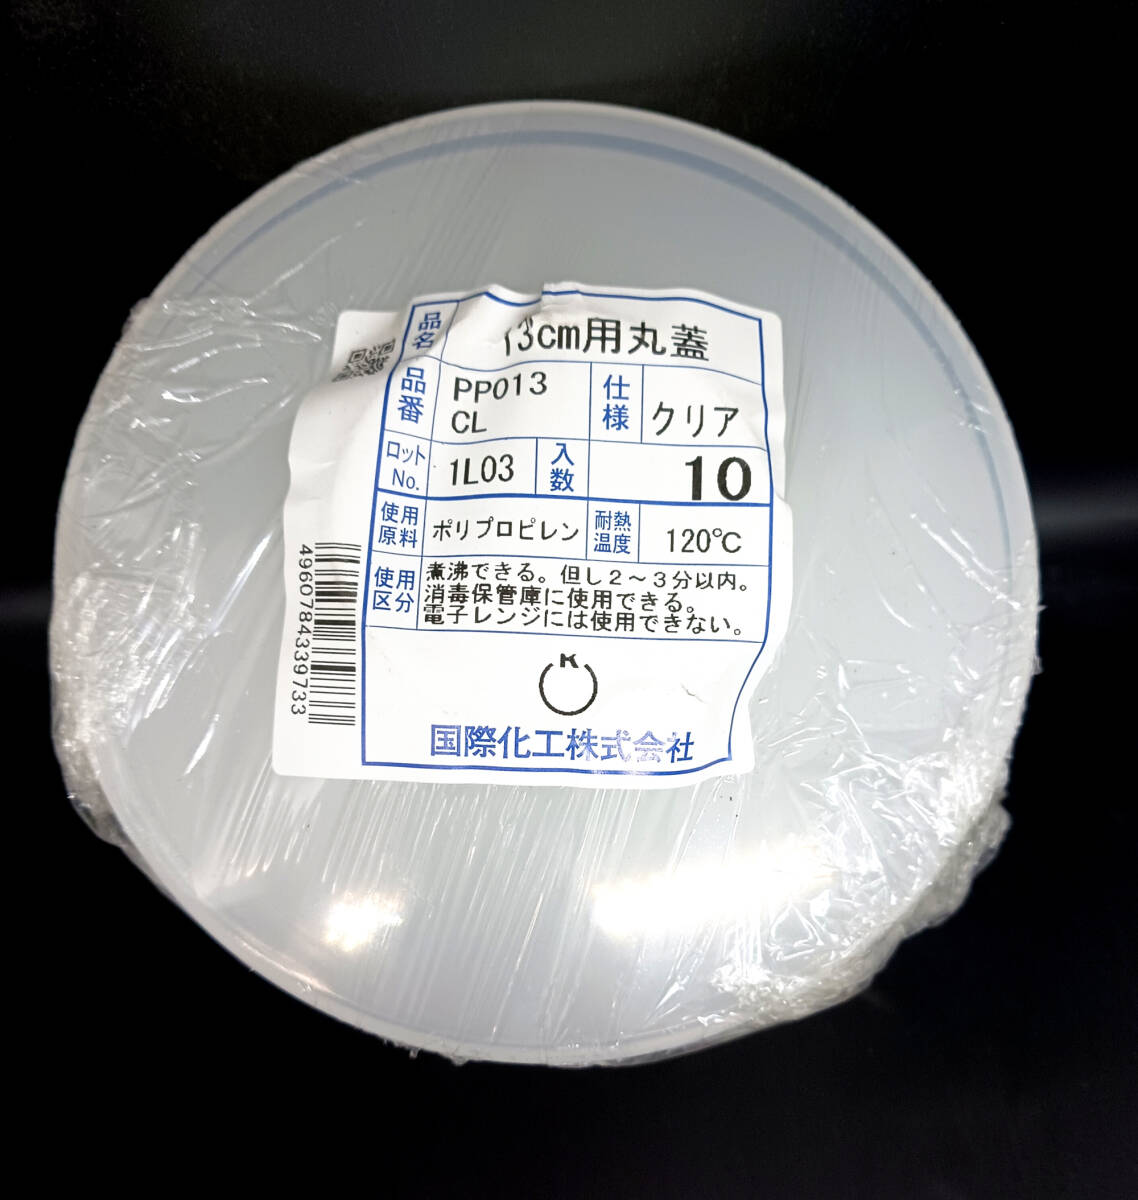 品名 13cm用丸蓋
品番 PP013 CL 仕様 クリア
ロットNo. 1L03 入数 10
使用原料 ポリプロピレン 耐熱温度 120℃
使用区分 煮沸できる。但し2～3分以内。
消毒保管庫に使用できる。
電子レンジには使用できない。
K
国際化工株式会社
4960784339733